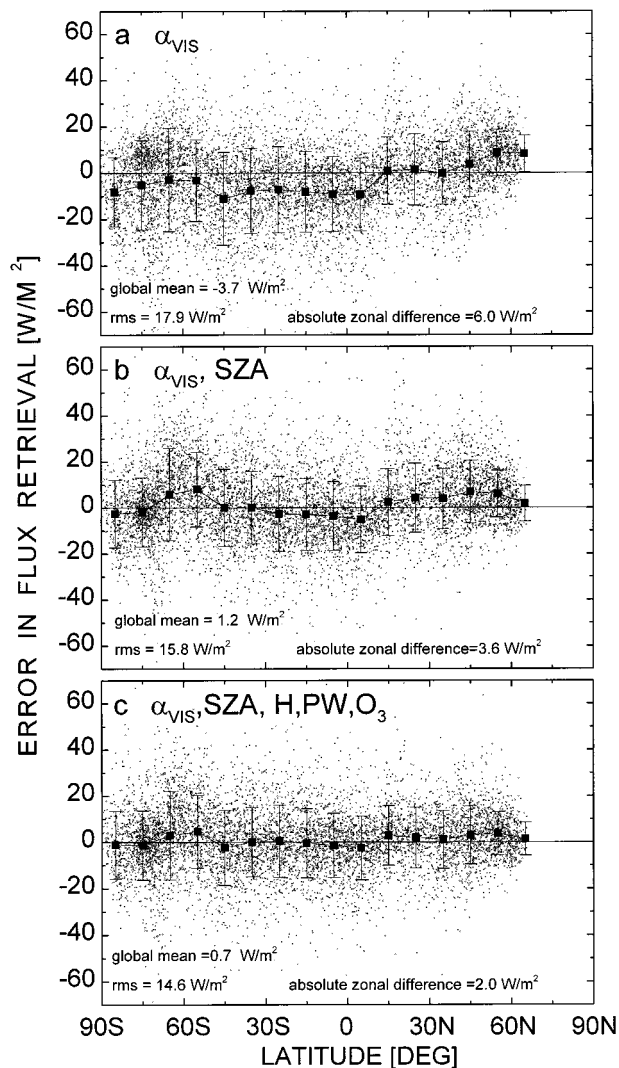 ERROR IN FLUX RETRIEVAL [W/M²]
60
40
20
0
-20
-40
-60
a α_VIS
global mean = -3.7 W/m²
rms = 17.9 W/m² absolute zonal difference =6.0 W/m²
60
40
20
0
-20
-40
-60
b α_VIS, SZA
global mean = 1.2 W/m²
rms = 15.8 W/m² absolute zonal difference=3.6 W/m²
60
40
20
0
-20
-40
-60
c α_VIS,SZA, H,PW,O₃
global mean =0.7 W/m²
rms = 14.6 W/m² absolute zonal difference =2.0 W/m²
90S 60S 30S 0 30N 60N 90N
LATITUDE [DEG]